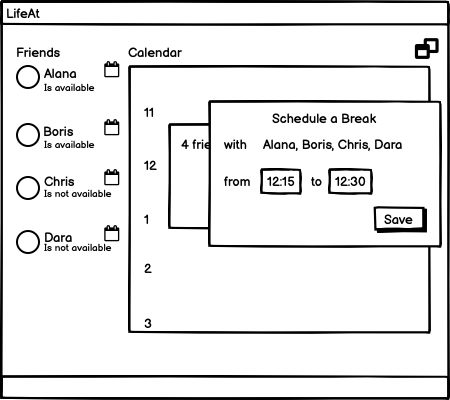 LifeAt
Friends
Calendar
Alana
Is available
Boris
Is available
Chris
Is not available
Dara
Is not available
11
12
1
2
3
4 frie
Schedule a Break
with Alana, Boris, Chris, Dara
from 12:15 to 12:30
Save